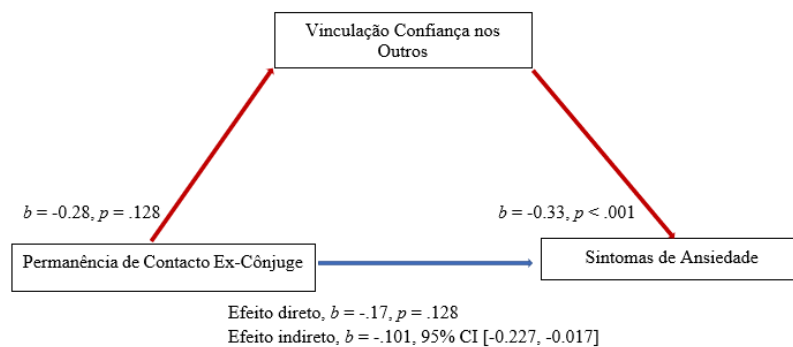 Vinculação Confiança nos
Outros
b = -0.28, p = .128
b = -0.33, p < .001
Permanência de Contacto Ex-Cônjuge
Sintomas de Ansiedade
Efeito direto, b = -.17, p = .128
Efeito indireto, b = -.101, 95% CI [-0.227, -0.017]